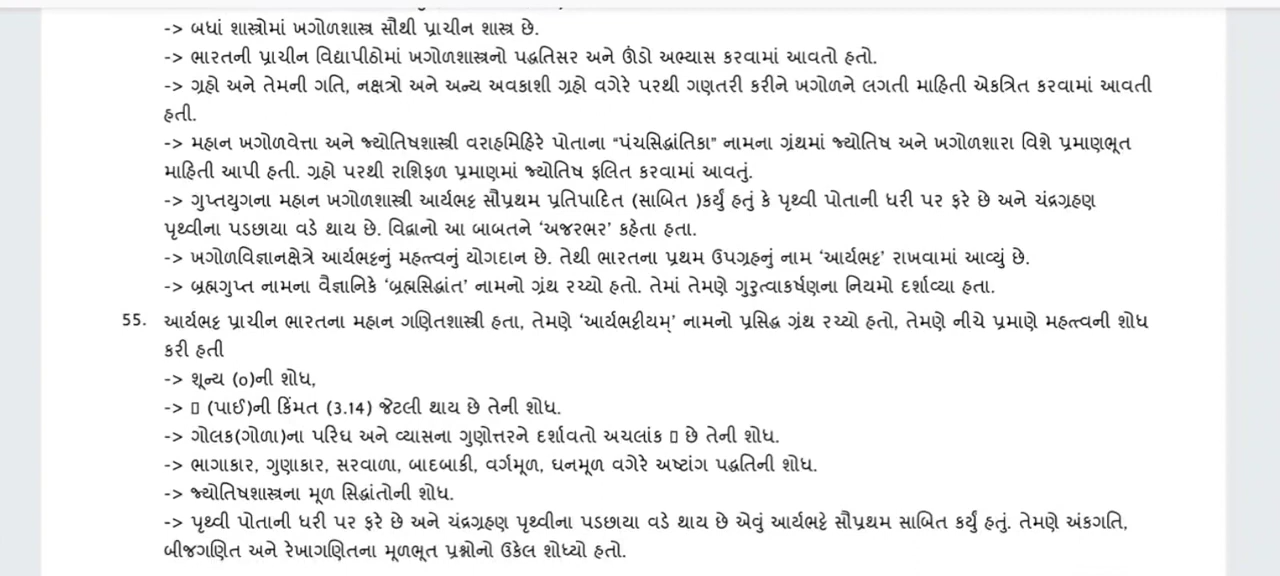 -> બધાં શાસ્ત્રોમાં ખગોળશાસ્ત્ર સૌથી પ્રાચીન શાસ્ત્ર છે.
-> ભારતની પ્રાચીન વિદ્યાપીઠોમાં ખગોળશાસ્ત્રનો પદ્ધતિસર અને ઊંડો અભ્યાસ કરવામાં આવતો હતો.
-> ગ્રહો અને તેમની ગતિ, નક્ષત્રો અને અન્ય અવકાશી ગ્રહો વગેરે પરથી ગણતરી કરીને ખગોળને લગતી માહિતી એકત્રિત કરવામાં આવતી
હતી.
-> મહાન ખગોળવેત્તા અને જ્યોતિષશાસ્ત્રી વરાહમિહિરે પોતાના “પંચસિદ્ધાંતિકા” નામના ગ્રંથમાં જ્યોતિષ અને ખગોળશારા વિશે પ્રમાણભૂત
માહિતી આપી હતી. ગ્રહો પરથી રાશિફળ પ્રમાણમાં જ્યોતિષ ફલિત કરવામાં આવતું.
-> ગુપ્તયુગના મહાન ખગોળશાસ્ત્રી આર્યભટ્ટ સૌપ્રથમ પ્રતિપાદિત (સાબિત )કર્યું હતું કે પૃથ્વી પોતાની ધરી પર ફરે છે અને ચંદ્રગ્રહણ
પૃથ્વીના પડછાયા વડે થાય છે. વિદ્વાનો આ બાબતને ‘અજરભર’ કહેતા હતા.
-> ખગોળવિજ્ઞાનક્ષેત્રે આર્યભટ્ટનું મહત્વનું યોગદાન છે. તેથી ભારતના પ્રથમ ઉપગ્રહનું નામ ‘આર્યભટ્ટ’ રાખવામાં આવ્યું છે.
-> બ્રહ્મગુપ્ત નામના વૈજ્ઞાનિકે ‘બ્રહ્મસિદ્ધાંત’ નામનો ગ્રંથ રચ્યો હતો. તેમાં તેમણે ગુરુત્વાકર્ષણના નિયમો દર્શાવ્યા હતા.
55. આર્યભટ્ટ પ્રાચીન ભારતના મહાન ગણિતશાસ્ત્રી હતા, તેમણે ‘આર્યભટ્ટીયમ્’ નામનો પ્રસિદ્ધ ગ્રંથ રચ્યો હતો, તેમણે નીચે પ્રમાણે મહત્ત્વની શોધ
કરી હતી
-> શૂન્ય (૦)ની શોધ,
-> ▯ (પાઈ)ની કિંમત (3.14) જેટલી થાય છે તેની શોધ.
-> ગોલક(ગોળા)ના પરિઘ અને વ્યાસના ગુણોત્તરને દર્શાવતો અચલાંક ▯ છે તેની શોધ.
-> ભાગાકાર, ગુણાકાર, સરવાળા, બાદબાકી, વર્ગમૂળ, ઘનમૂળ વગેરે અષ્ટાંગ પદ્ધતિની શોધ.
-> જ્યોતિષશાસ્ત્રના મૂળ સિદ્ધાંતોની શોધ.
-> પૃથ્વી પોતાની ધરી પર ફરે છે અને ચંદ્રગ્રહણ પૃથ્વીના પડછાયા વડે થાય છે એવું આર્યભટ્ટે સૌપ્રથમ સાબિત કર્યું હતું. તેમણે અંકગતિ,
બીજગણિત અને રેખાગણિતના મૂળભૂત પ્રશ્નોનો ઉકેલ શોધ્યો હતો.